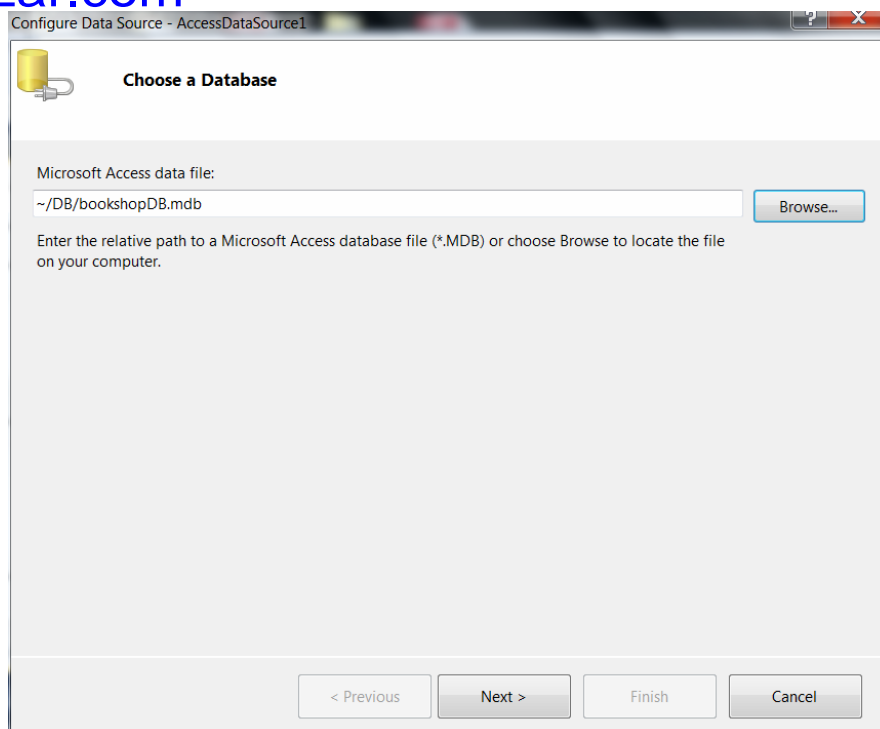 Configure Data Source - AccessDataSource1
Choose a Database
Microsoft Access data file:
~/DB/bookshopDB.mdb
Browse...
Enter the relative path to a Microsoft Access database file (*.MDB) or choose Browse to locate the file
on your computer.
< Previous
Next >
Finish
Cancel